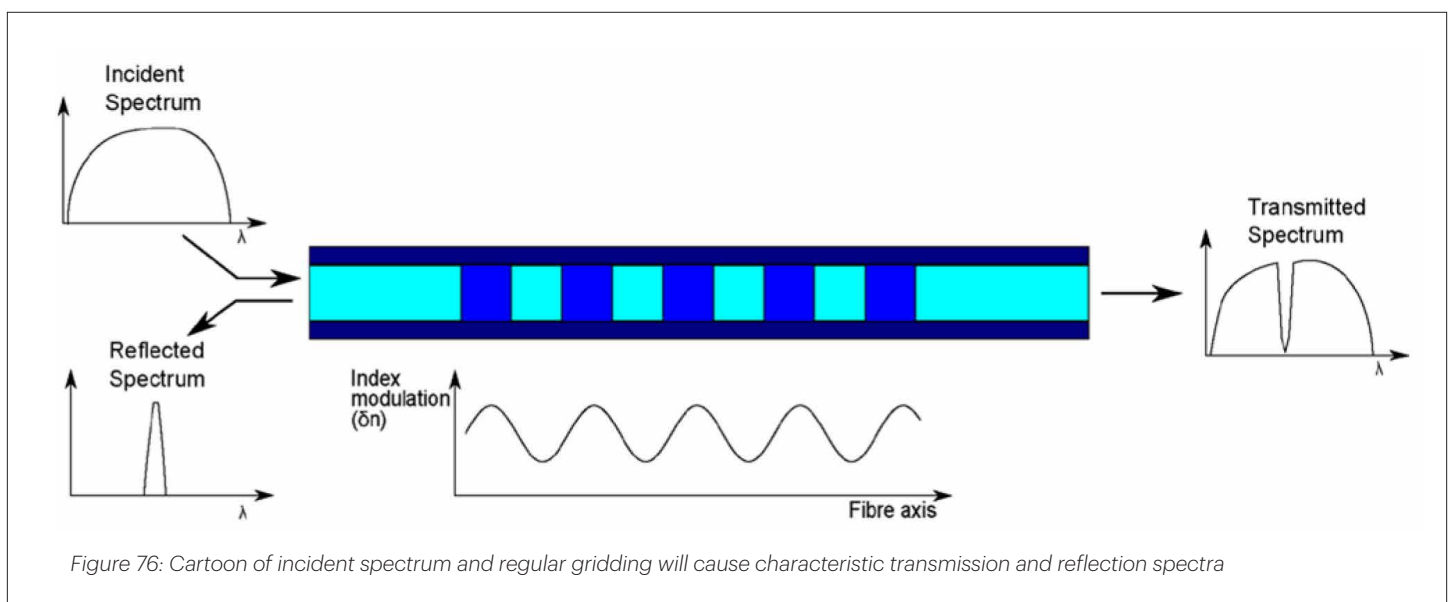 Incident
Spectrum
λ
Transmitted
Spectrum
λ
Reflected
Spectrum
λ
Index
modulation
(δn)
Fibre axis
Figure 76: Cartoon of incident spectrum and regular gridding will cause characteristic transmission and reflection spectra